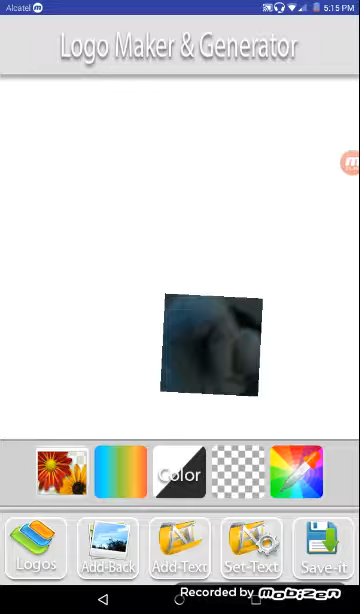 Alcatel
5:15 PM
Logo Maker & Generator
Color
Logos
Add-Back
Add-Text
Set-Text
Save-it
Recorded by Mobizen